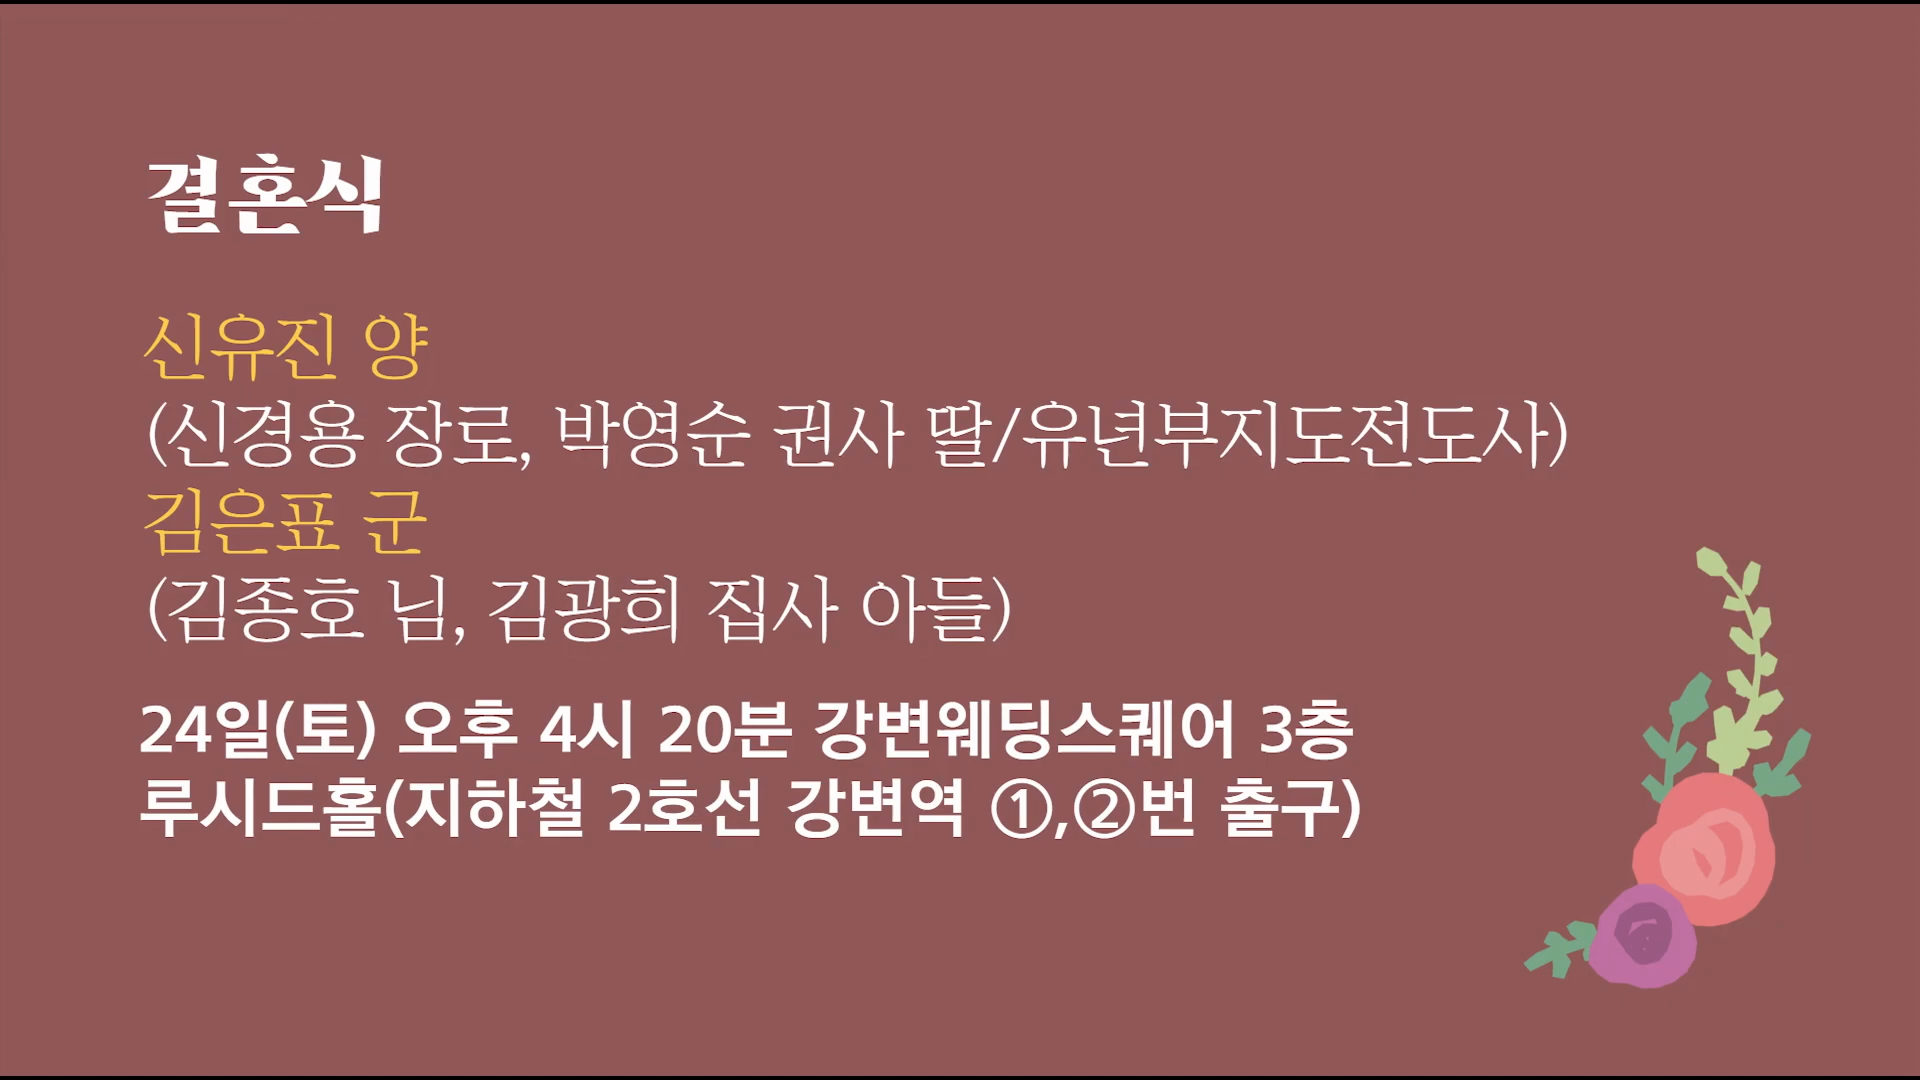 결혼식
신유진 양
(신경용 장로, 박영순 권사 딸/유년부지도전도사)
김은표 군
(김종호 님, 김광희 집사 아들)
24일(토) 오후 4시 20분 강변웨딩스퀘어 3층
루시드홀(지하철 2호선 강변역 ①,②번 출구)